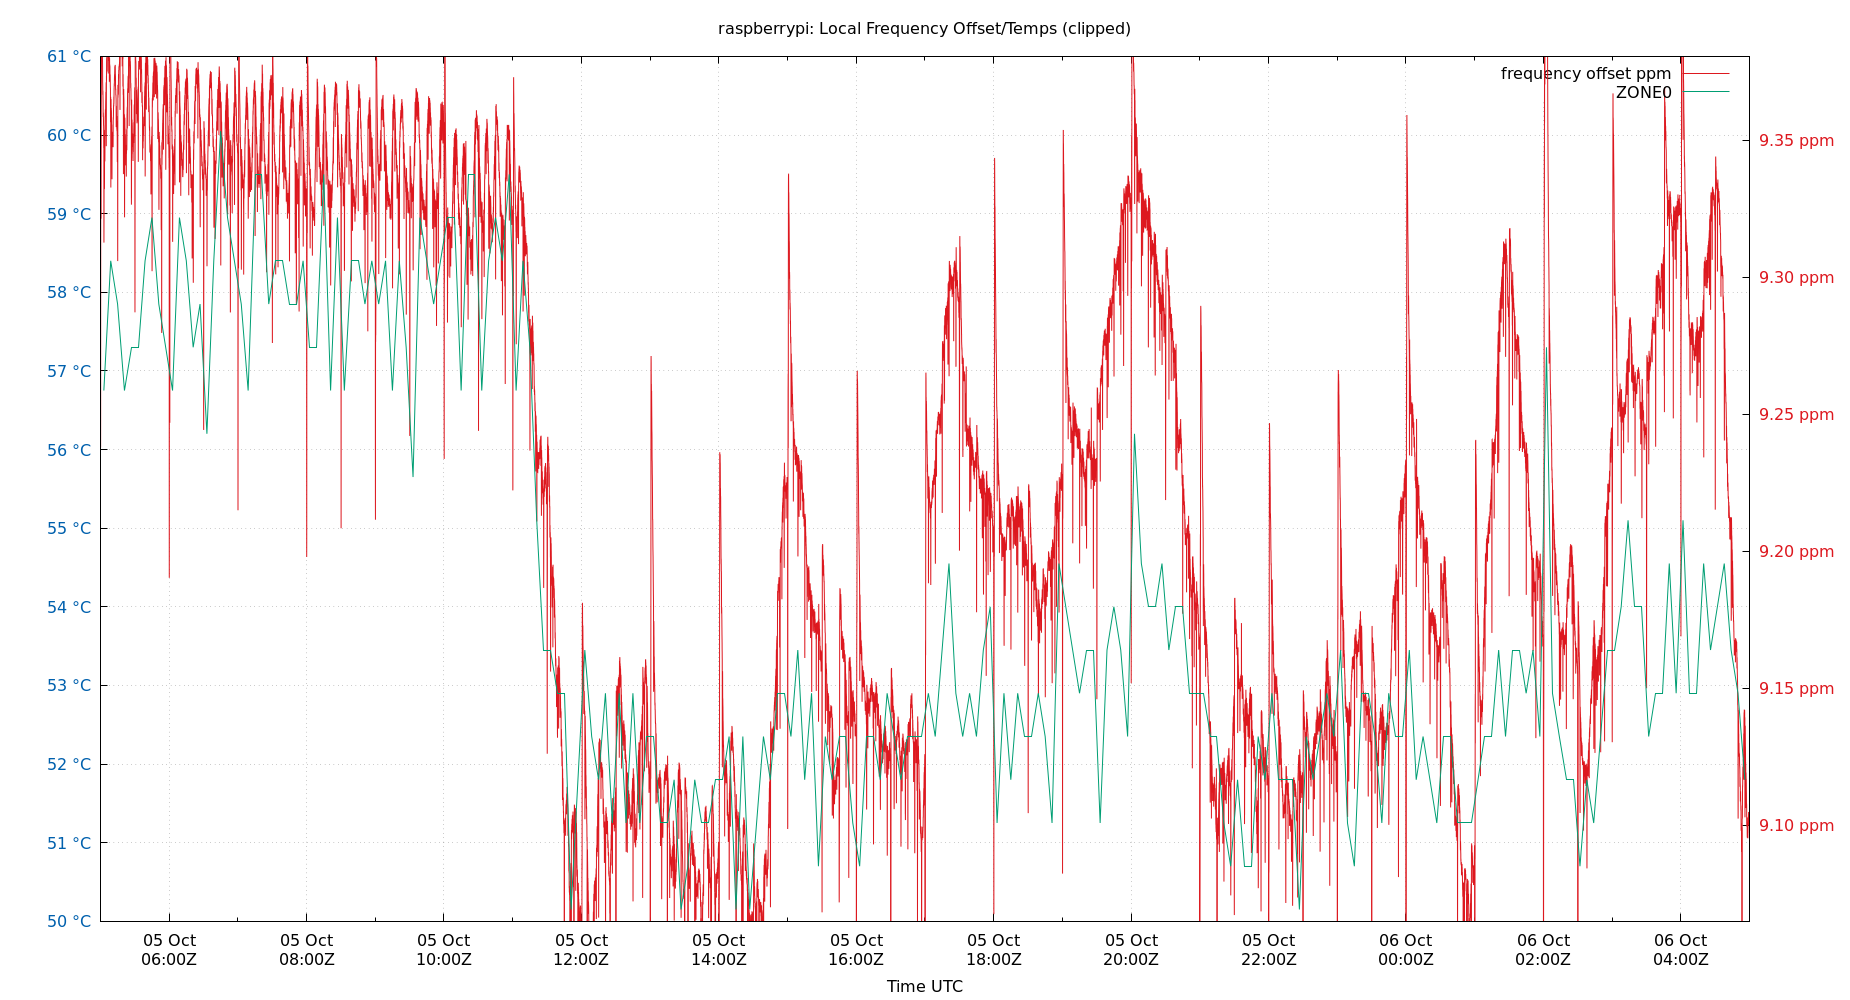 raspberrypi: Local Frequency Offset/Temps (clipped)
frequency offset ppm
ZONE0
61 °C
60 °C
59 °C
58 °C
57 °C
56 °C
55 °C
54 °C
53 °C
52 °C
51 °C
50 °C
9.35 ppm
9.30 ppm
9.25 ppm
9.20 ppm
9.15 ppm
9.10 ppm
05 Oct
06:00Z
05 Oct
08:00Z
05 Oct
10:00Z
05 Oct
12:00Z
05 Oct
14:00Z
05 Oct
16:00Z
05 Oct
18:00Z
05 Oct
20:00Z
05 Oct
22:00Z
06 Oct
00:00Z
06 Oct
02:00Z
06 Oct
04:00Z
Time UTC